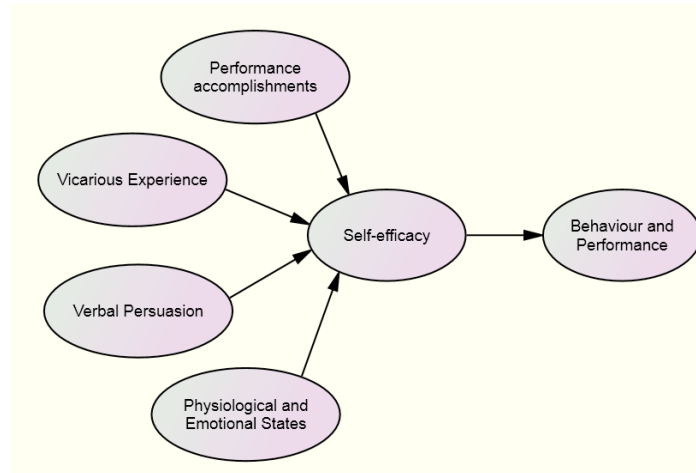 Performance
accomplishments
Vicarious Experience
Self-efficacy
Behaviour and
Performance
Verbal Persuasion
Physiological and
Emotional States